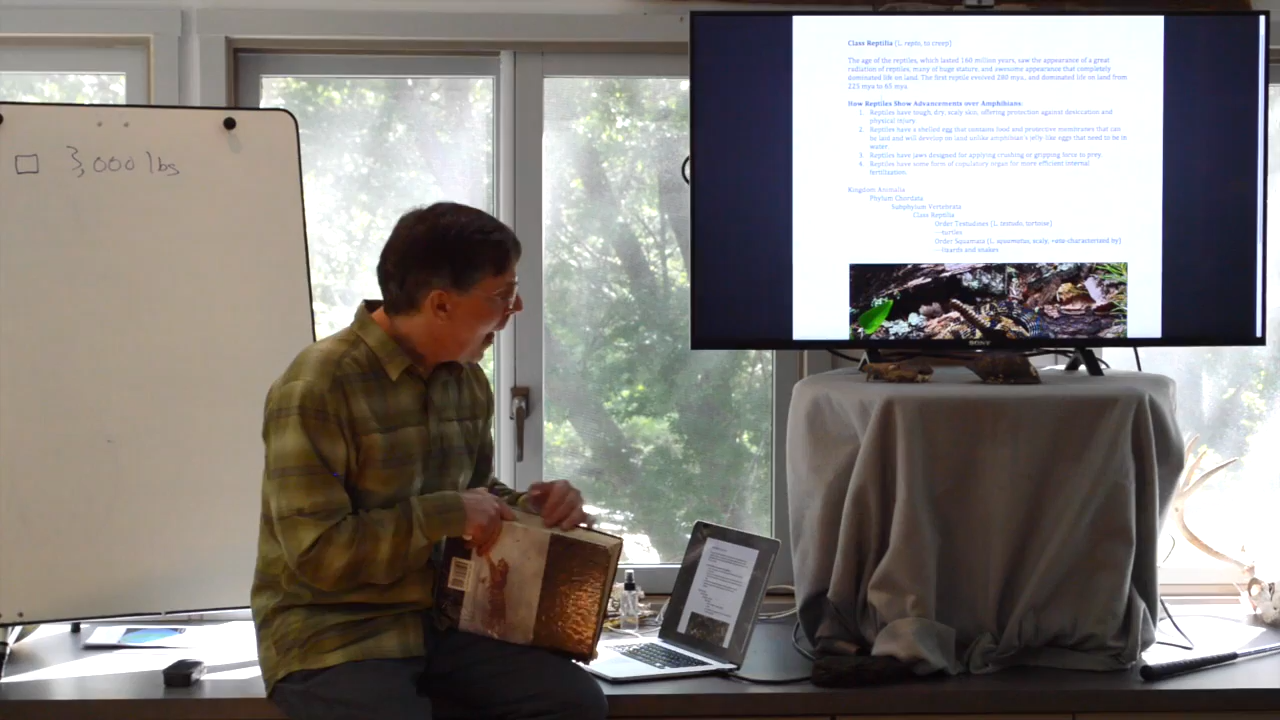 3,000 lbs
Class Reptilia (L. repto, to creep)
The age of the reptiles, which lasted 160 million years, saw the appearance of a great
radiation of reptiles, many of huge stature, and awesome appearance that completely
dominated life on land. The first reptile evolved 280 mya., and dominated life on land from
225 mya to 65 mya.
How Reptiles Show Advancements over Amphibians:
1. Reptiles have tough, dry, scaly skin, offering protection against desiccation and
physical injury.
2. Reptiles have a shelled egg that contains food and protective membranes that can
be laid and will develop on land unlike amphibian's jelly-like eggs that need to be in
water.
3. Reptiles have jaws designed for applying crushing or gripping force to prey.
4. Reptiles have some form of copulatory organ for more efficient internal
fertilization.
Kingdom Animalia
Phylum Chordata
Subphylum Vertebrata
Class Reptilia
Order Testudines (L. testudo, tortoise)
--turtles
Order Squamata (L. squamatus, scaly, +ata-characterized by)
--lizards and snakes
SONY